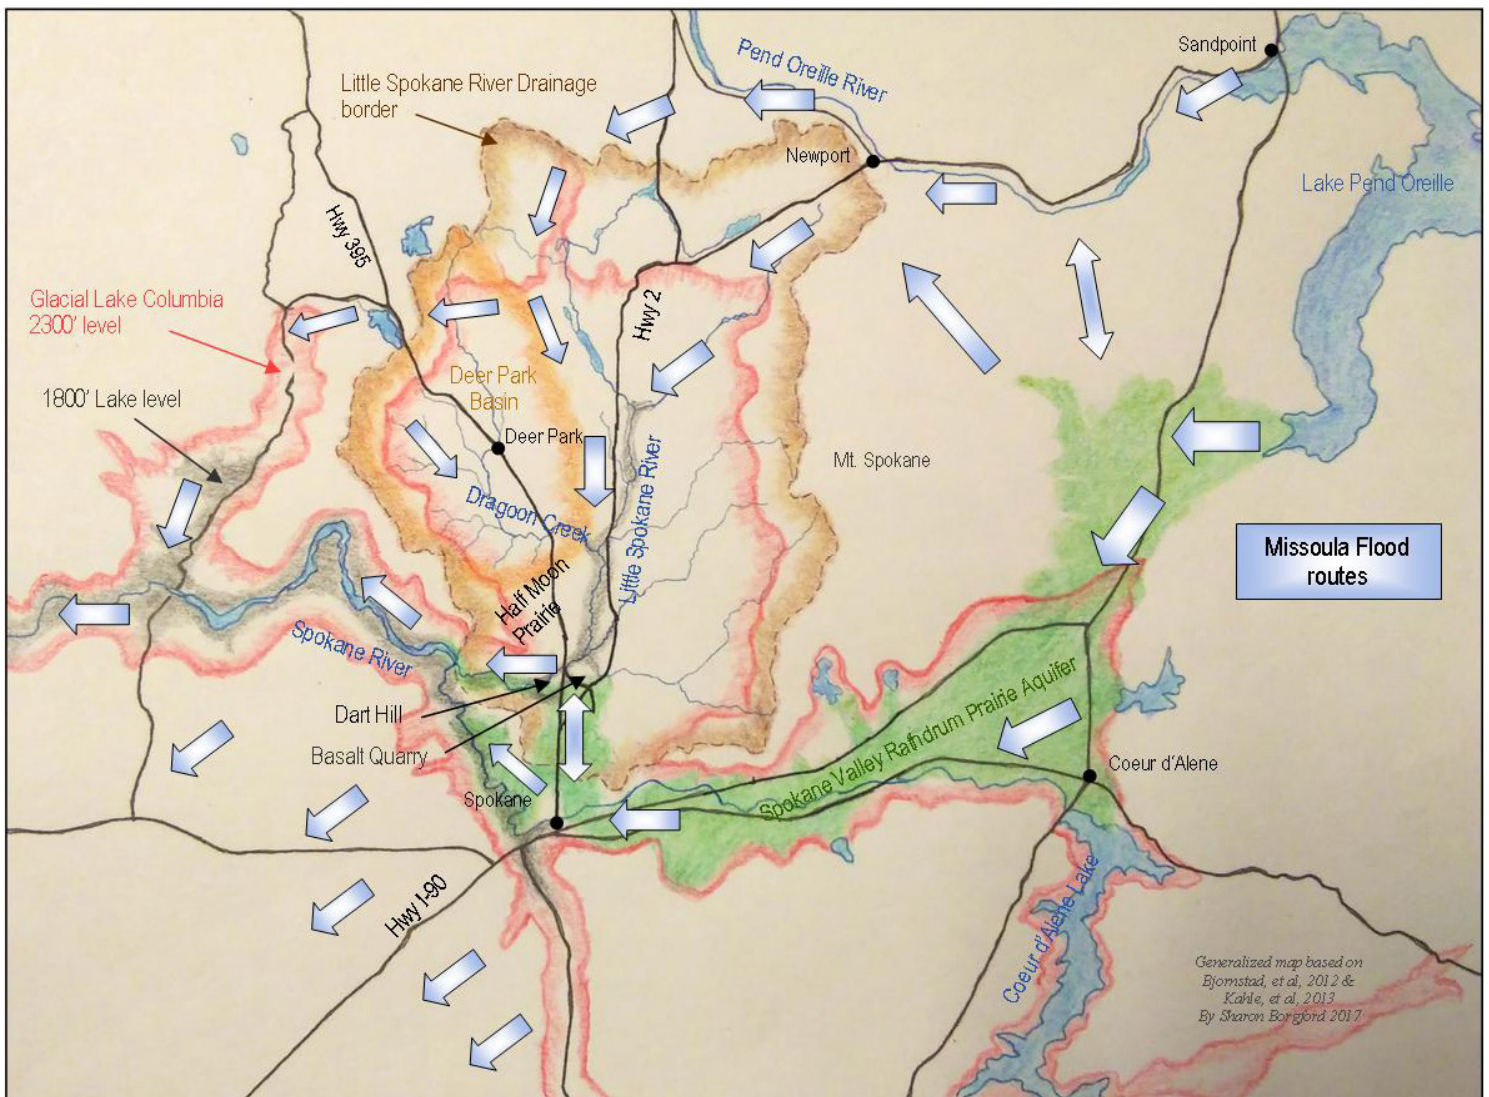 Sandpoint
Pend Oreille River
Little Spokane River Drainage
border
Newport
Lake Pend Oreille
Hwy 395
Glacial Lake Columbia
2300' level
Hwy 2
1800' Lake level
Deer Park
Basin
Deer Park
Mt. Spokane
Dragoon Creek
Little Spokane River
Missoula Flood
routes
Half Moon
Prairie
Spokane River
Dart Hill
Basalt Quarry
Spokane Valley Rathdrum Prairie Aquifer
Coeur d'Alene
Spokane
Hwy I-90
Coeur d'Alene Lake
Generalized map based on
Bjornstad, et al, 2012 &
Kahle, et al, 2013
By Sharon Borgford 2017